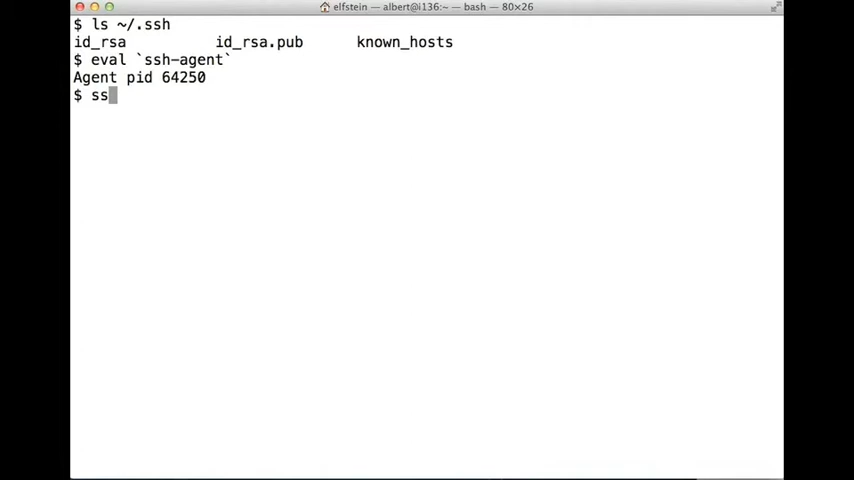 elfstein — albert@i136:~ — bash — 80×26
$ ls ~/.ssh
id_rsa id_rsa.pub known_hosts
$ eval `ssh-agent`
Agent pid 64250
$ ss